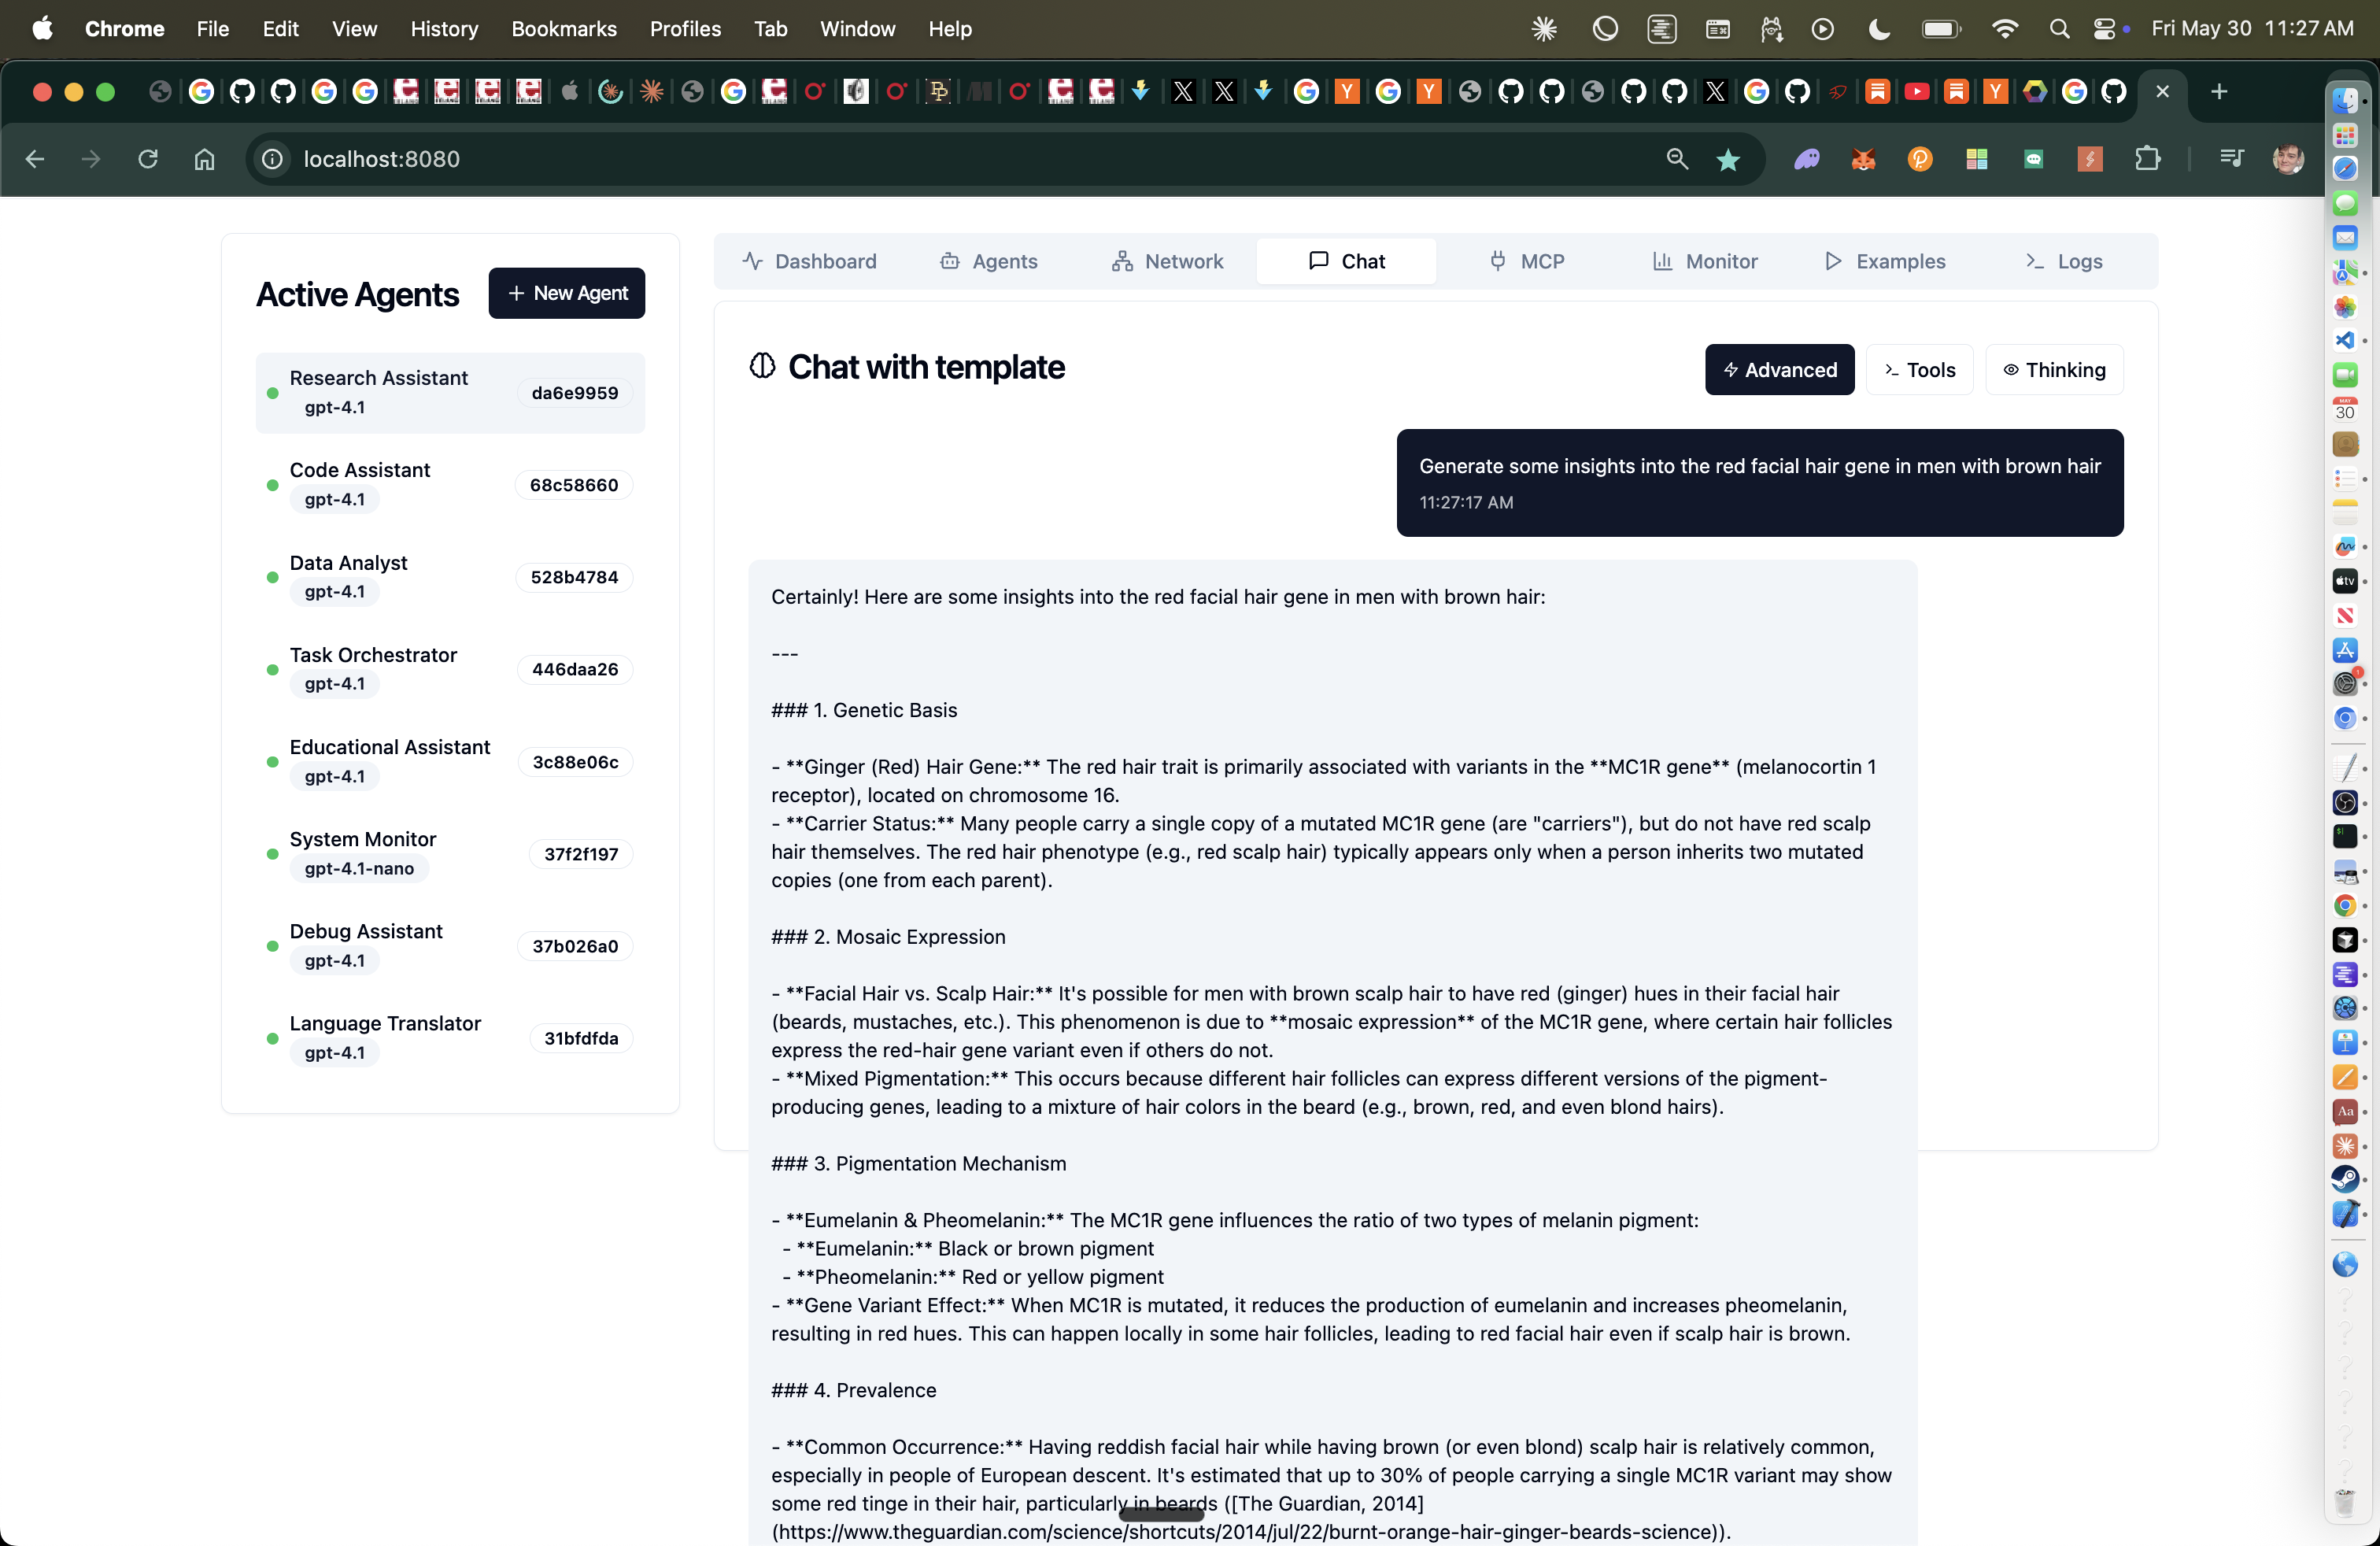 Chrome File Edit View History Bookmarks Profiles Tab Window Help Fri May 30 11:27 AM
localhost:8080
Active Agents
+ New Agent
Research Assistant
gpt-4.1
da6e9959
Code Assistant
gpt-4.1
68c58660
Data Analyst
gpt-4.1
528b4784
Task Orchestrator
gpt-4.1
446daa26
Educational Assistant
gpt-4.1
3c88e06c
System Monitor
gpt-4.1-nano
37f2f197
Debug Assistant
gpt-4.1
37b026a0
Language Translator
gpt-4.1
31bfdfda
Dashboard Agents Network Chat MCP Monitor Examples Logs
Chat with template
Advanced Tools Thinking
Generate some insights into the red facial hair gene in men with brown hair
11:27:17 AM
Certainly! Here are some insights into the red facial hair gene in men with brown hair:
---
### 1. Genetic Basis
- **Ginger (Red) Hair Gene:** The red hair trait is primarily associated with variants in the **MC1R gene** (melanocortin 1
receptor), located on chromosome 16.
- **Carrier Status:** Many people carry a single copy of a mutated MC1R gene (are "carriers"), but do not have red scalp
hair themselves. The red hair phenotype (e.g., red scalp hair) typically appears only when a person inherits two mutated
copies (one from each parent).
### 2. Mosaic Expression
- **Facial Hair vs. Scalp Hair:** It's possible for men with brown scalp hair to have red (ginger) hues in their facial hair
(beards, mustaches, etc.). This phenomenon is due to **mosaic expression** of the MC1R gene, where certain hair follicles
express the red-hair gene variant even if others do not.
- **Mixed Pigmentation:** This occurs because different hair follicles can express different versions of the pigment-
producing genes, leading to a mixture of hair colors in the beard (e.g., brown, red, and even blond hairs).
### 3. Pigmentation Mechanism
- **Eumelanin & Pheomelanin:** The MC1R gene influences the ratio of two types of melanin pigment:
- **Eumelanin:** Black or brown pigment
- **Pheomelanin:** Red or yellow pigment
- **Gene Variant Effect:** When MC1R is mutated, it reduces the production of eumelanin and increases pheomelanin,
resulting in red hues. This can happen locally in some hair follicles, leading to red facial hair even if scalp hair is brown.
### 4. Prevalence
- **Common Occurrence:** Having reddish facial hair while having brown (or even blond) scalp hair is relatively common,
especially in people of European descent. It's estimated that up to 30% of people carrying a single MC1R variant may show
some red tinge in their hair, particularly in beards ([The Guardian, 2014]
(https://www.theguardian.com/science/shortcuts/2014/jul/22/burnt-orange-hair-ginger-beards-science)).
MAY
30
tv
Aa